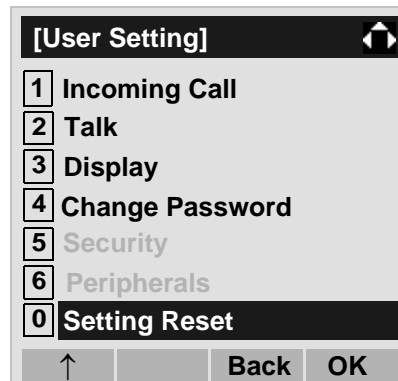 [User Setting]
1 Incoming Call
2 Talk
3 Display
4 Change Password
5 Security
6 Peripherals
0 Setting Reset
↑ Back OK